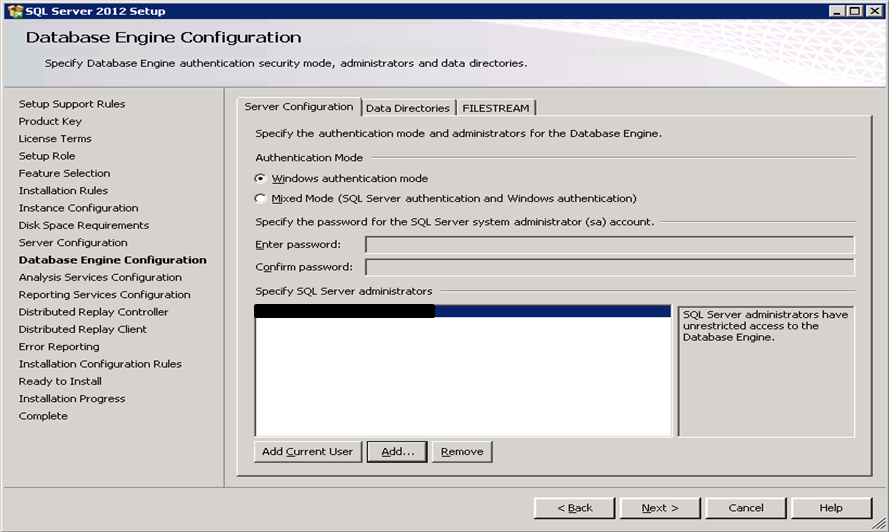 SQL Server 2012 Setup
Database Engine Configuration
Specify Database Engine authentication security mode, administrators and data directories.
Setup Support Rules
Product Key
License Terms
Setup Role
Feature Selection
Installation Rules
Instance Configuration
Disk Space Requirements
Server Configuration
Database Engine Configuration
Analysis Services Configuration
Reporting Services Configuration
Distributed Replay Controller
Distributed Replay Client
Error Reporting
Installation Configuration Rules
Ready to Install
Installation Progress
Complete
Server Configuration Data Directories FILESTREAM
Specify the authentication mode and administrators for the Database Engine.
Authentication Mode
Windows authentication mode
Mixed Mode (SQL Server authentication and Windows authentication)
Specify the password for the SQL Server system administrator (sa) account.
Enter password:
Confirm password:
Specify SQL Server administrators
SQL Server administrators have
unrestricted access to the
Database Engine.
Add Current User Add... Remove
< Back Next > Cancel Help